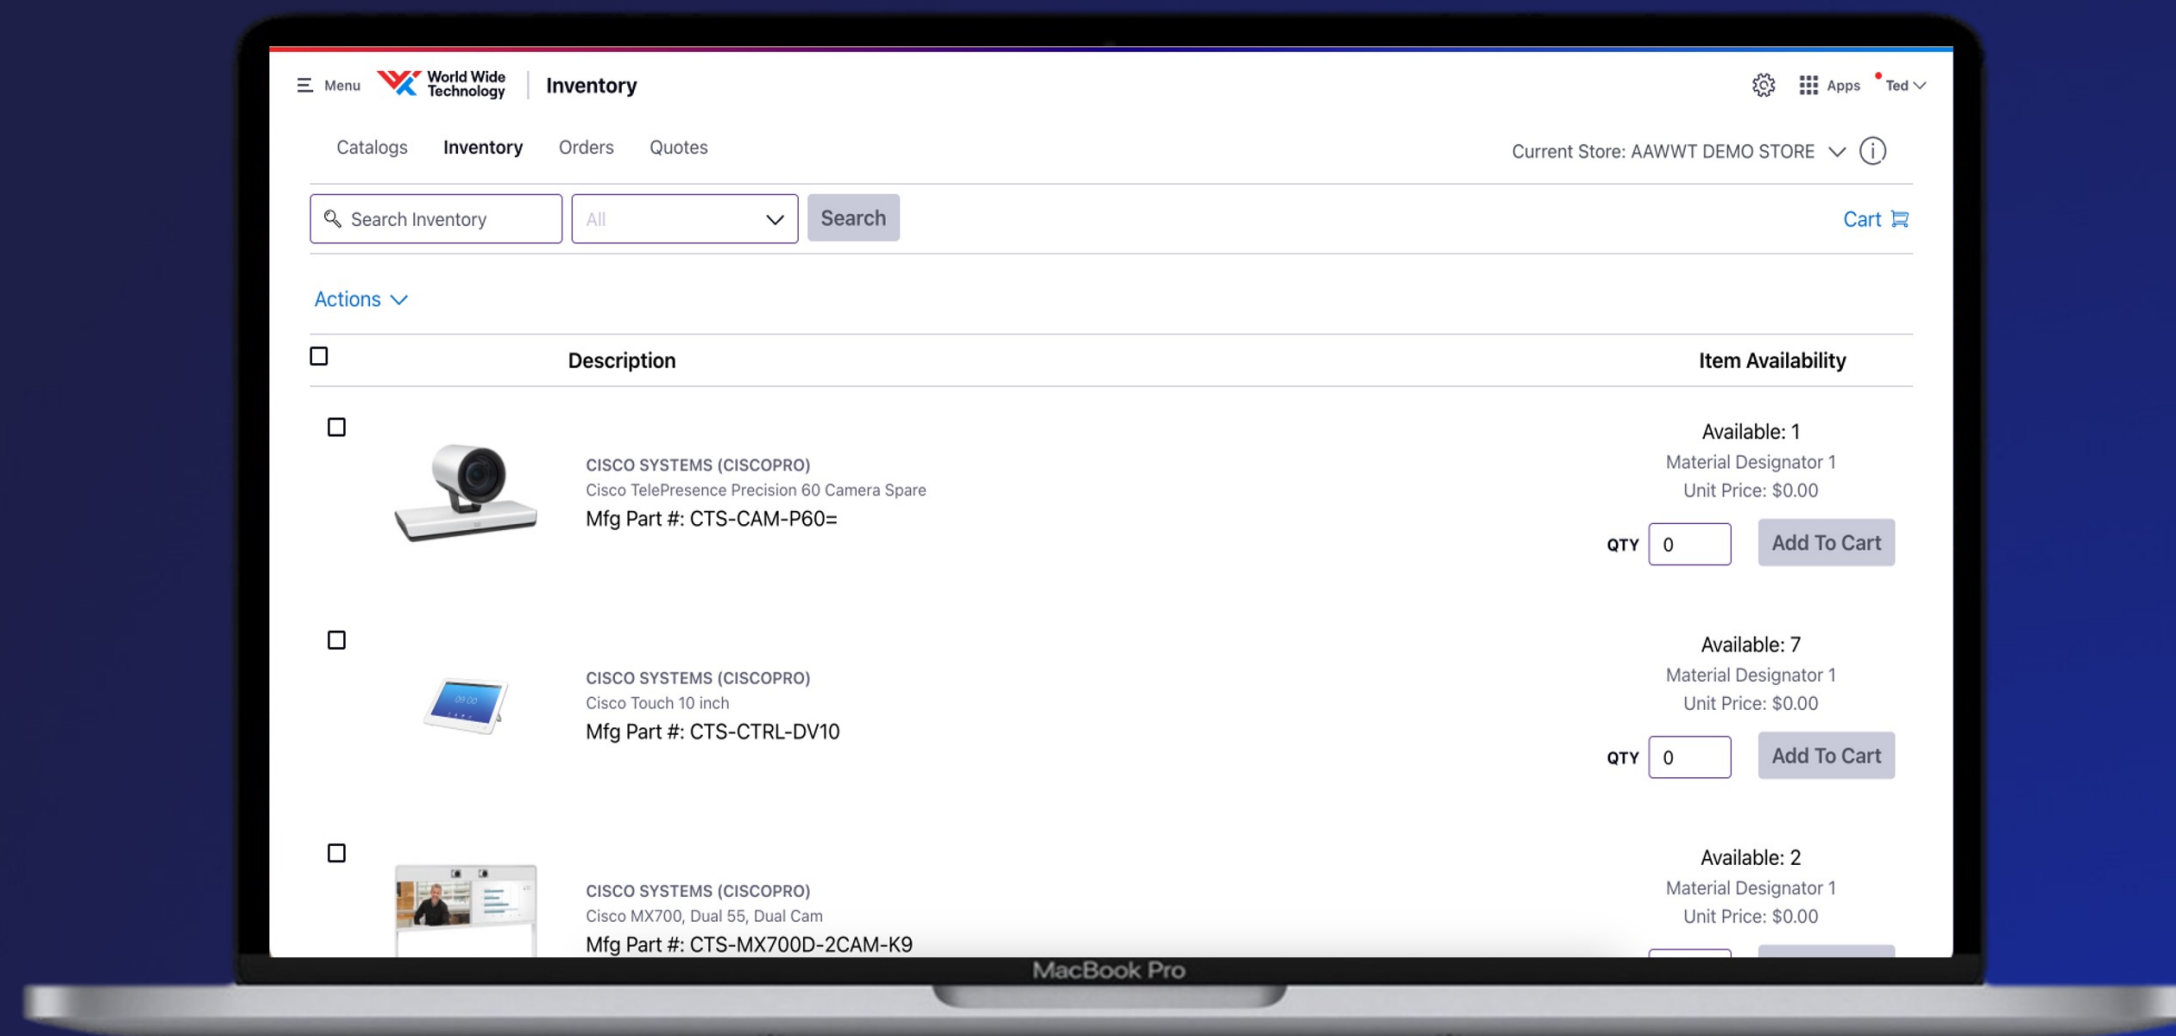 Menu
World Wide
Technology
Inventory
Apps
Ted
Catalogs
Inventory
Orders
Quotes
Current Store: AAWWT DEMO STORE
Search Inventory
All
Search
Cart
Actions
Description
Item Availability
CISCO SYSTEMS (CISCOPRO)
Cisco TelePresence Precision 60 Camera Spare
Mfg Part #: CTS-CAM-P60=
Available: 1
Material Designator 1
Unit Price: $0.00
QTY
0
Add To Cart
09:00
CISCO SYSTEMS (CISCOPRO)
Cisco Touch 10 inch
Mfg Part #: CTS-CTRL-DV10
Available: 7
Material Designator 1
Unit Price: $0.00
QTY
0
Add To Cart
CISCO SYSTEMS (CISCOPRO)
Cisco MX700, Dual 55, Dual Cam
Mfg Part #: CTS-MX700D-2CAM-K9
Available: 2
Material Designator 1
Unit Price: $0.00
MacBook Pro